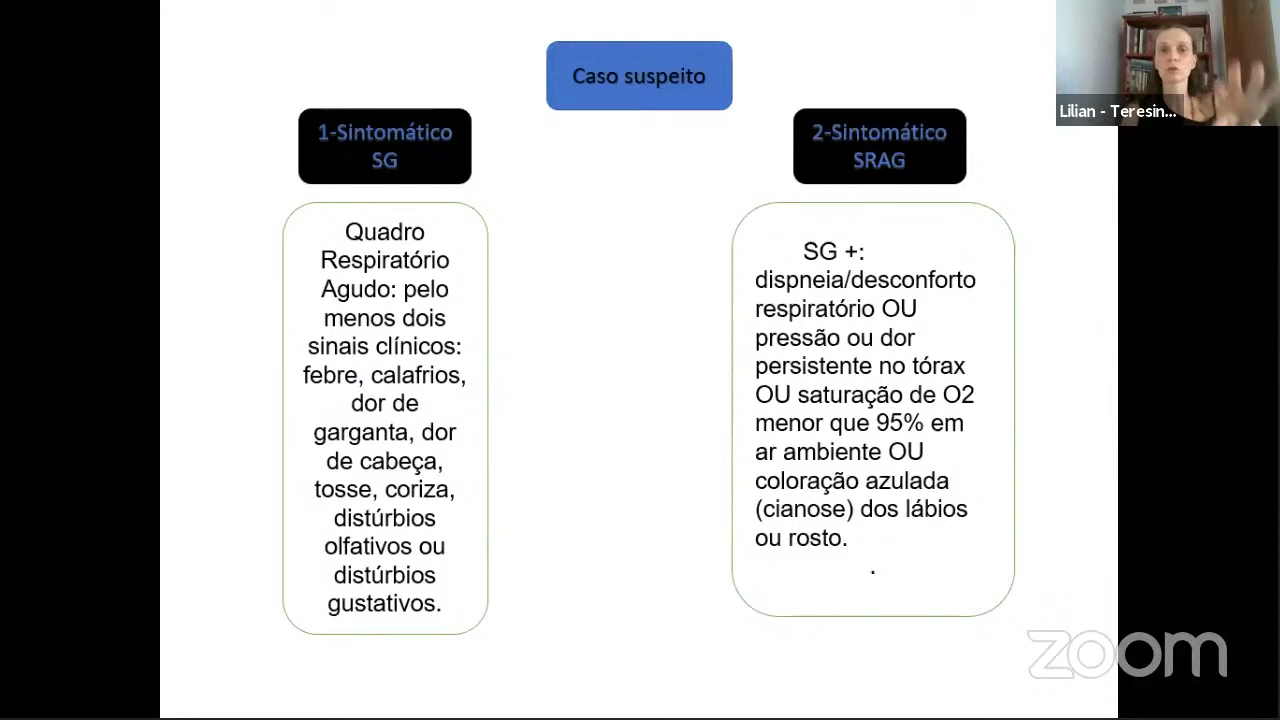 Caso suspeito
1-Sintomático
SG
2-Sintomático
SRAG
Quadro
Respiratório
Agudo: pelo
menos dois
sinais clínicos:
febre, calafrios,
dor de
garganta, dor
de cabeça,
tosse, coriza,
distúrbios
olfativos ou
distúrbios
gustativos.
SG +:
dispneia/desconforto
respiratório OU
pressão ou dor
persistente no tórax
OU saturação de O2
menor que 95% em
ar ambiente OU
coloração azulada
(cianose) dos lábios
ou rosto.
.
Lilian - Teresin...
zoom